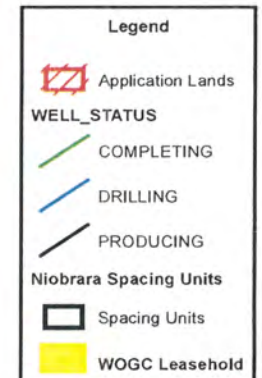 Legend
Application Lands
WELL_STATUS
COMPLETING
DRILLING
PRODUCING
Niobrara Spacing Units
Spacing Units
WOGC Leasehold